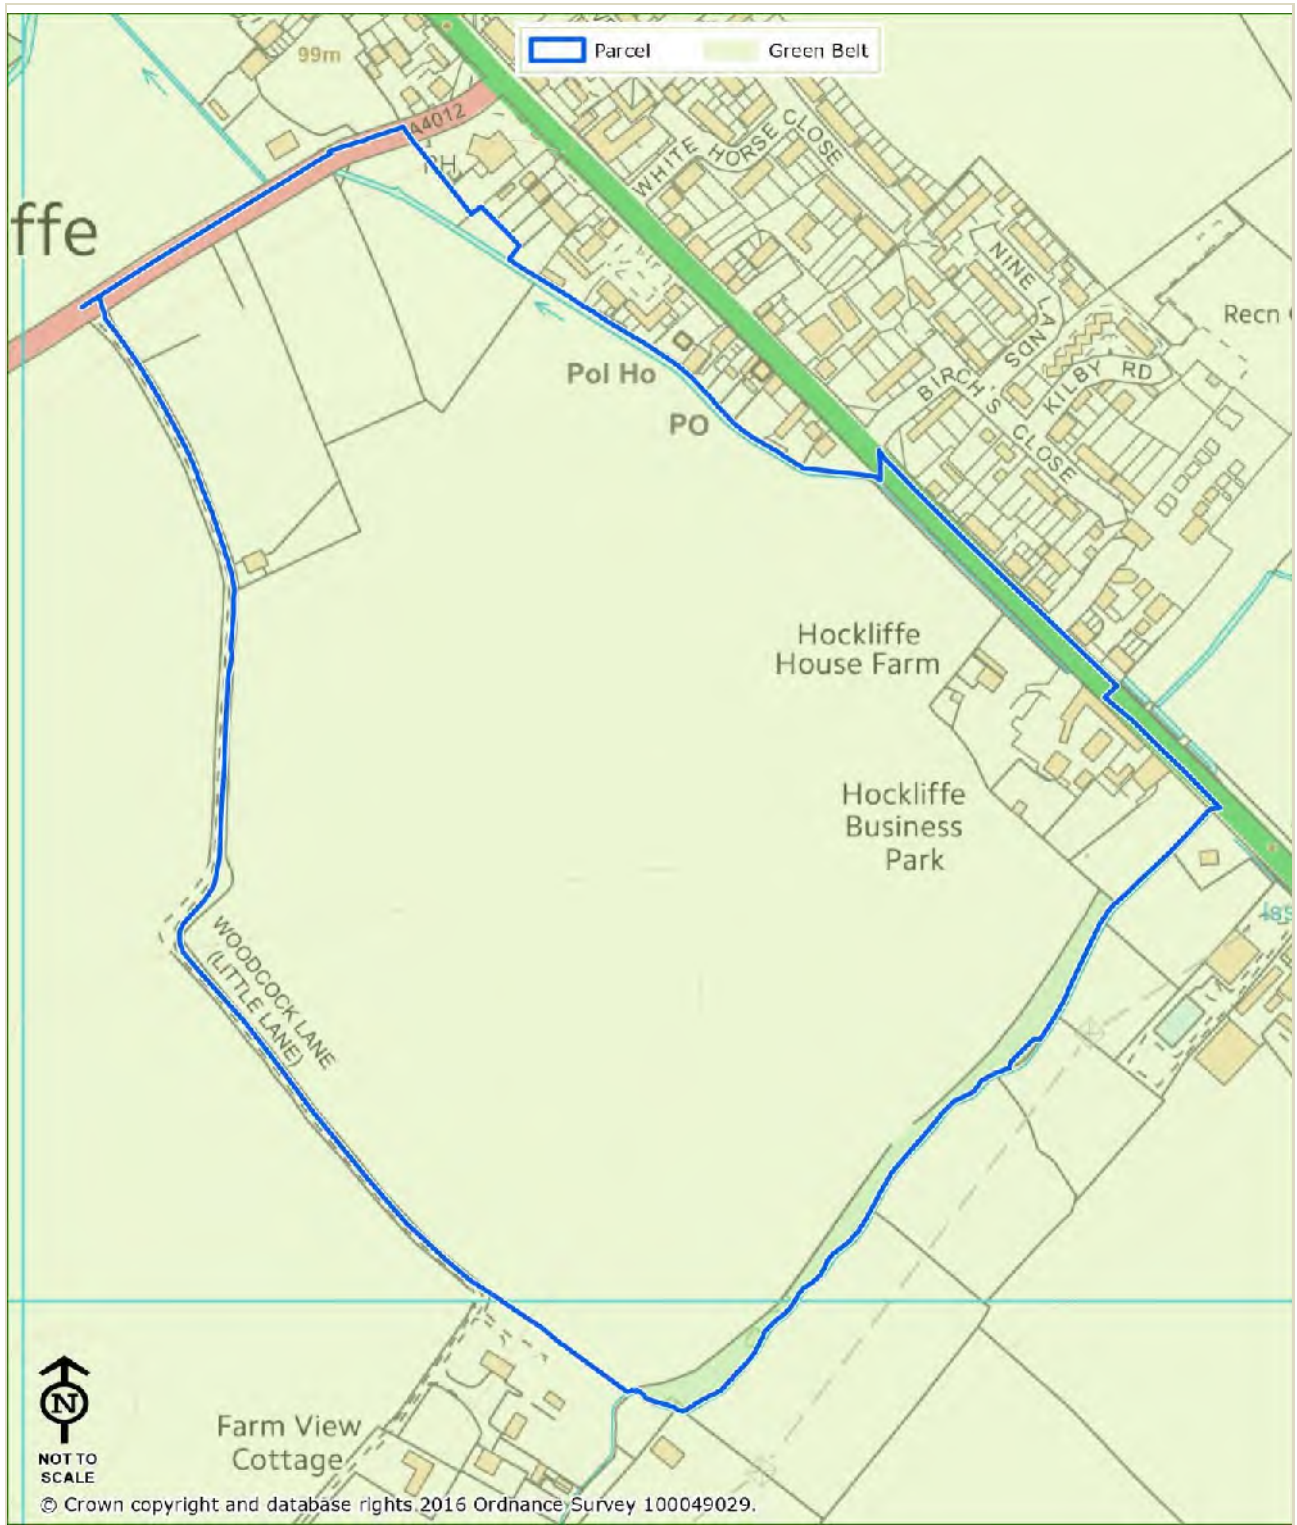 Parcel
Green Belt
99m
A4012
PH
WHITE HORSE CLOSE
ffe
NINE LANDS
Recn
KILBY RD
BIRCH'S CLOSE
Pol Ho
PO
Hockliffe
House Farm
Hockliffe
Business
Park
WOODCOCK LANE
(LITTLE LANE)
N
NOT TO
SCALE
Farm View
Cottage
© Crown copyright and database rights 2016 Ordnance Survey 100049029.